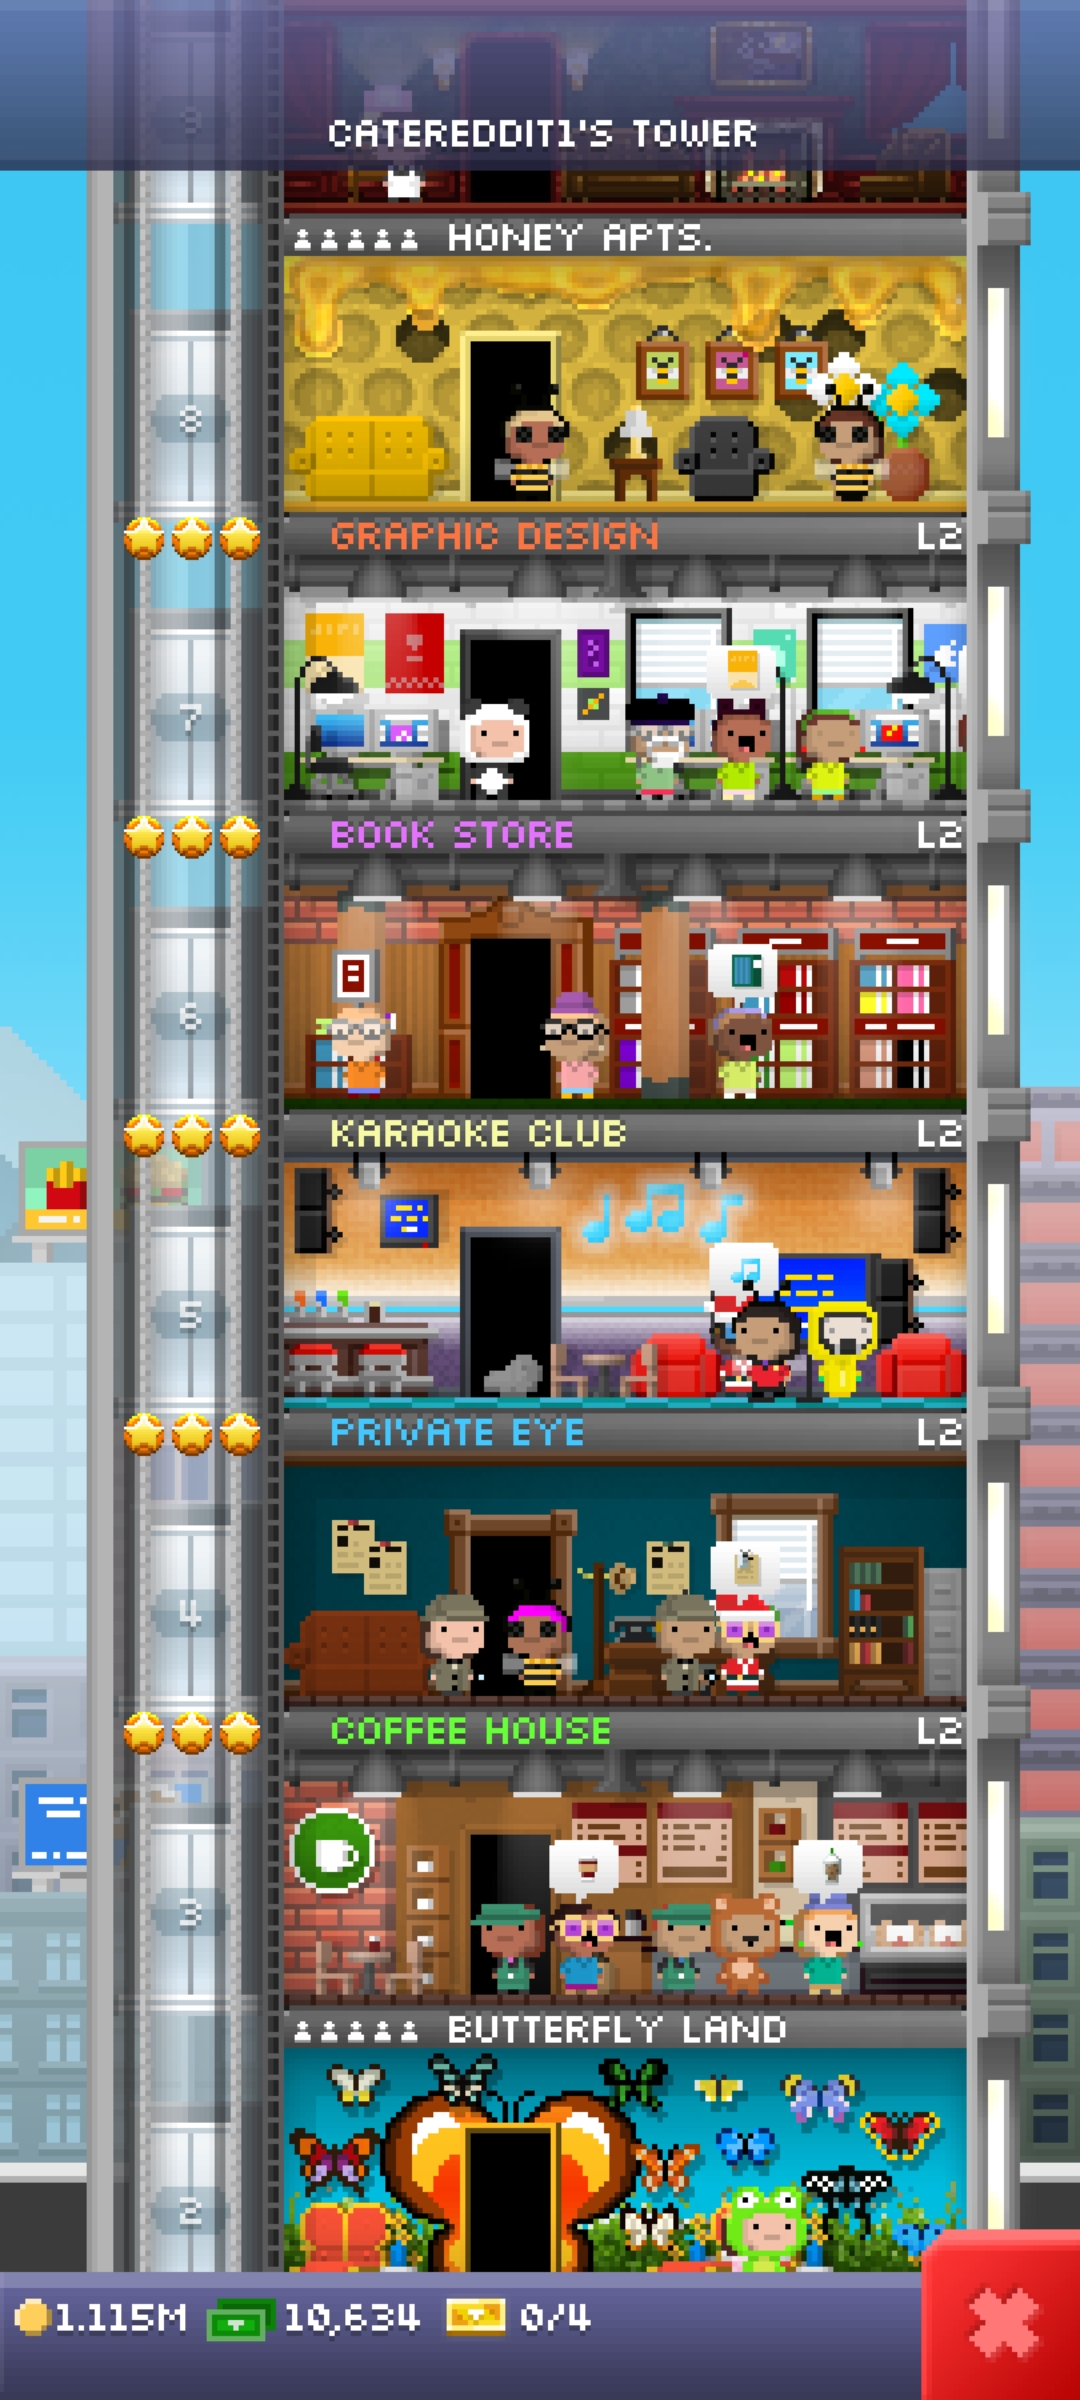 CATEREDDIT1'S TOWER
HONEY APTS.
8
GRAPHIC DESIGN L2
7
BOOK STORE L2
6
KARAOKE CLUB L2
5
PRIVATE EYE L2
4
COFFEE HOUSE L2
3
BUTTERFLY LAND
2
1.115M 10,634 0/4